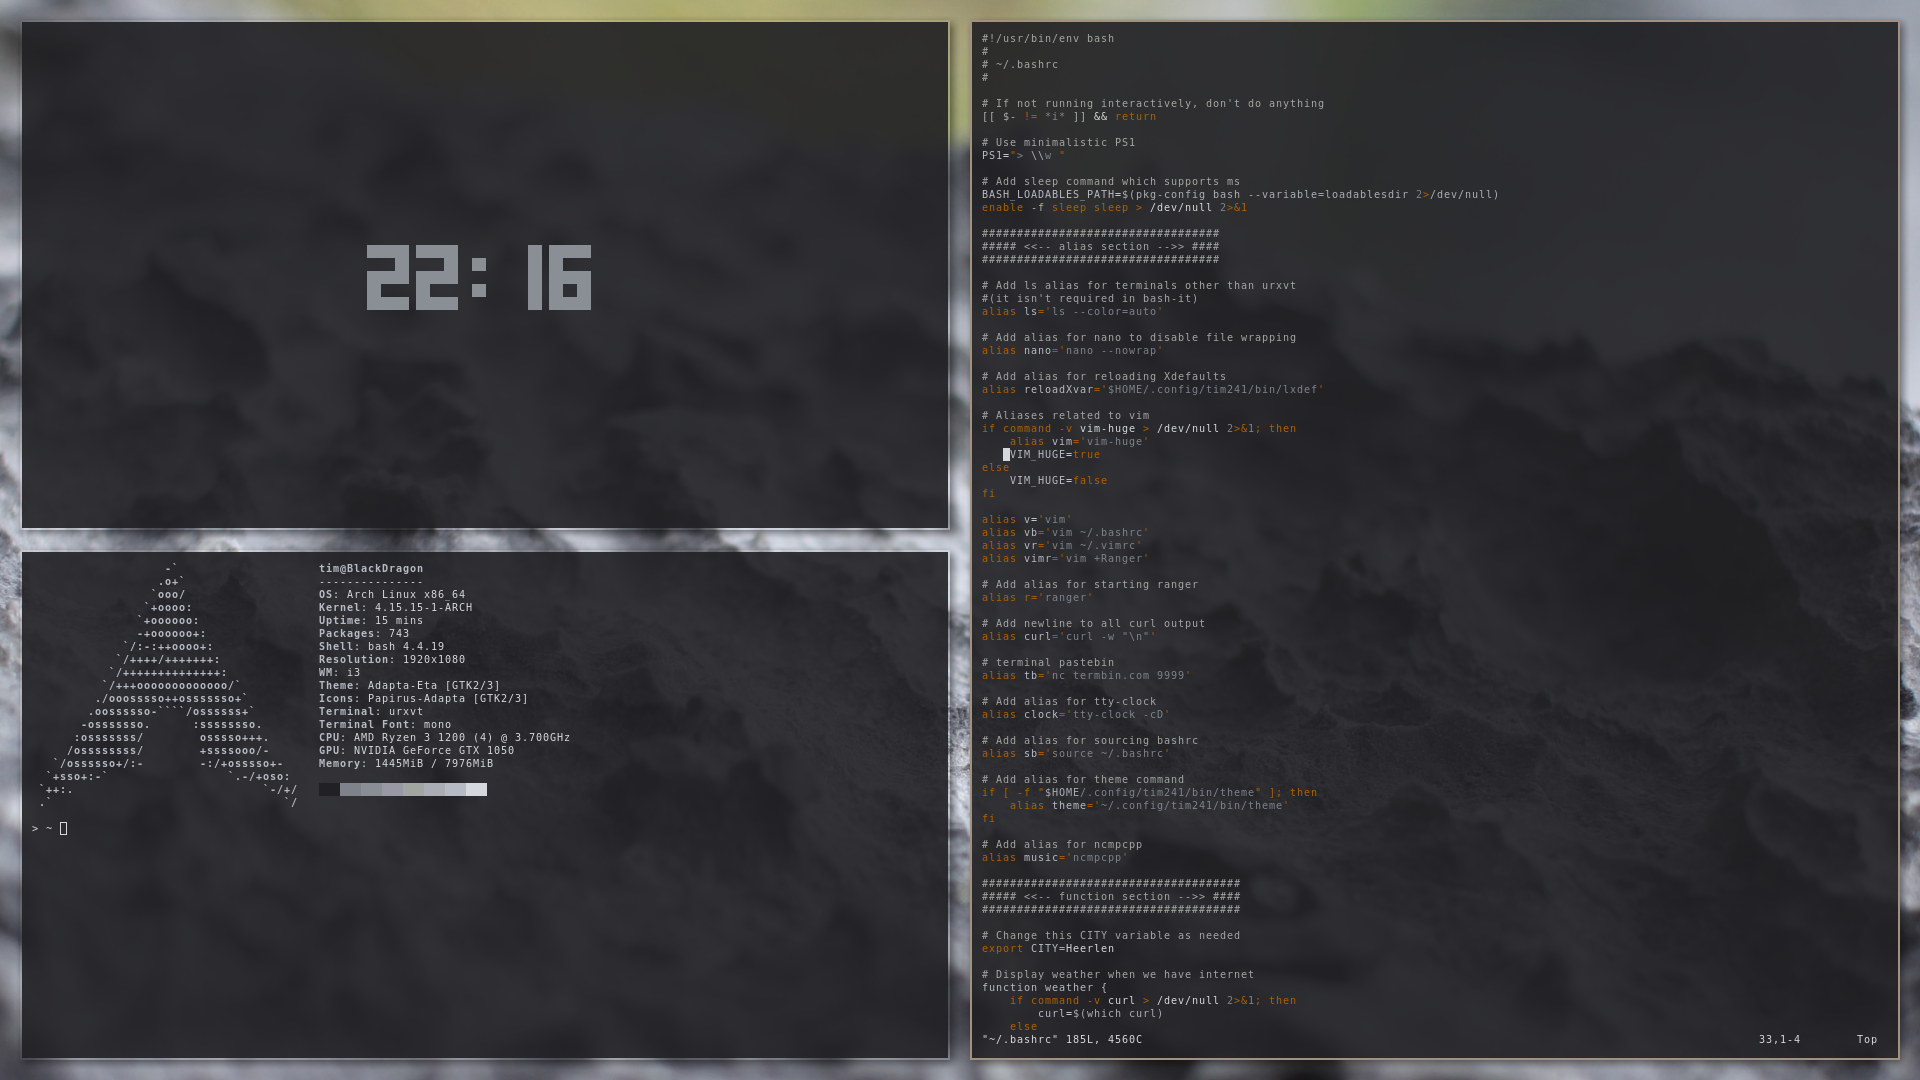 22:16
-`
.o+`
`ooo/
`+oooo:
`+oooooo:
-+oooooo+:
`/:-:++oooo+:
`/++++/+++++++:
`/++++++++++++++:
`/+++ooooooooooooo/`
./ooosssso++osssssso+`
.oossssso-````/ossssss+`
-osssssso.      :ssssssso.
:osssssss/        osssso+++.
/ossssssss/        +ssssooo/-
`/ossssso+/:-        -:/+osssso+-
`+sso+:-`                 `.-/+oso:
`++:.                           `-/+/
.`                                 `/
tim@BlackDragon
---------------
OS: Arch Linux x86_64
Kernel: 4.15.15-1-ARCH
Uptime: 15 mins
Packages: 743
Shell: bash 4.4.19
Resolution: 1920x1080
WM: i3
Theme: Adapta-Eta [GTK2/3]
Icons: Papirus-Adapta [GTK2/3]
Terminal: urxvt
Terminal Font: mono
CPU: AMD Ryzen 3 1200 (4) @ 3.700GHz
GPU: NVIDIA GeForce GTX 1050
Memory: 1445MiB / 7976MiB
> ~
#!/usr/bin/env bash
#
# ~/.bashrc
#
# If not running interactively, don't do anything
[[ $- != *i* ]] && return
# Use minimalistic PS1
PS1="> \\w "
# Add sleep command which supports ms
BASH_LOADABLES_PATH=$(pkg-config bash --variable=loadablesdir 2>/dev/null)
enable -f sleep sleep > /dev/null 2>&1
##################################
##### <<-- alias section -->> ####
##################################
# Add ls alias for terminals other than urxvt
#(it isn't required in bash-it)
alias ls='ls --color=auto'
# Add alias for nano to disable file wrapping
alias nano='nano --nowrap'
# Add alias for reloading Xdefaults
alias reloadXvar='$HOME/.config/tim241/bin/lxdef'
# Aliases related to vim
if command -v vim-huge > /dev/null 2>&1; then
    alias vim='vim-huge'
    VIM_HUGE=true
else
    VIM_HUGE=false
fi
alias v='vim'
alias vb='vim ~/.bashrc'
alias vr='vim ~/.vimrc'
alias vimr='vim +Ranger'
# Add alias for starting ranger
alias r='ranger'
# Add newline to all curl output
alias curl='curl -w "\n"'
# terminal pastebin
alias tb='nc termbin.com 9999'
# Add alias for tty-clock
alias clock='tty-clock -cD'
# Add alias for sourcing bashrc
alias sb='source ~/.bashrc'
# Add alias for theme command
if [ -f "$HOME/.config/tim241/bin/theme" ]; then
    alias theme='~/.config/tim241/bin/theme'
fi
# Add alias for ncmpcpp
alias music='ncmpcpp'
#####################################
##### <<-- function section -->> ####
#####################################
# Change this CITY variable as needed
export CITY=Heerlen
# Display weather when we have internet
function weather {
    if command -v curl > /dev/null 2>&1; then
        curl=$(which curl)
    else
"~/.bashrc" 185L, 4560C    33,1-4    Top